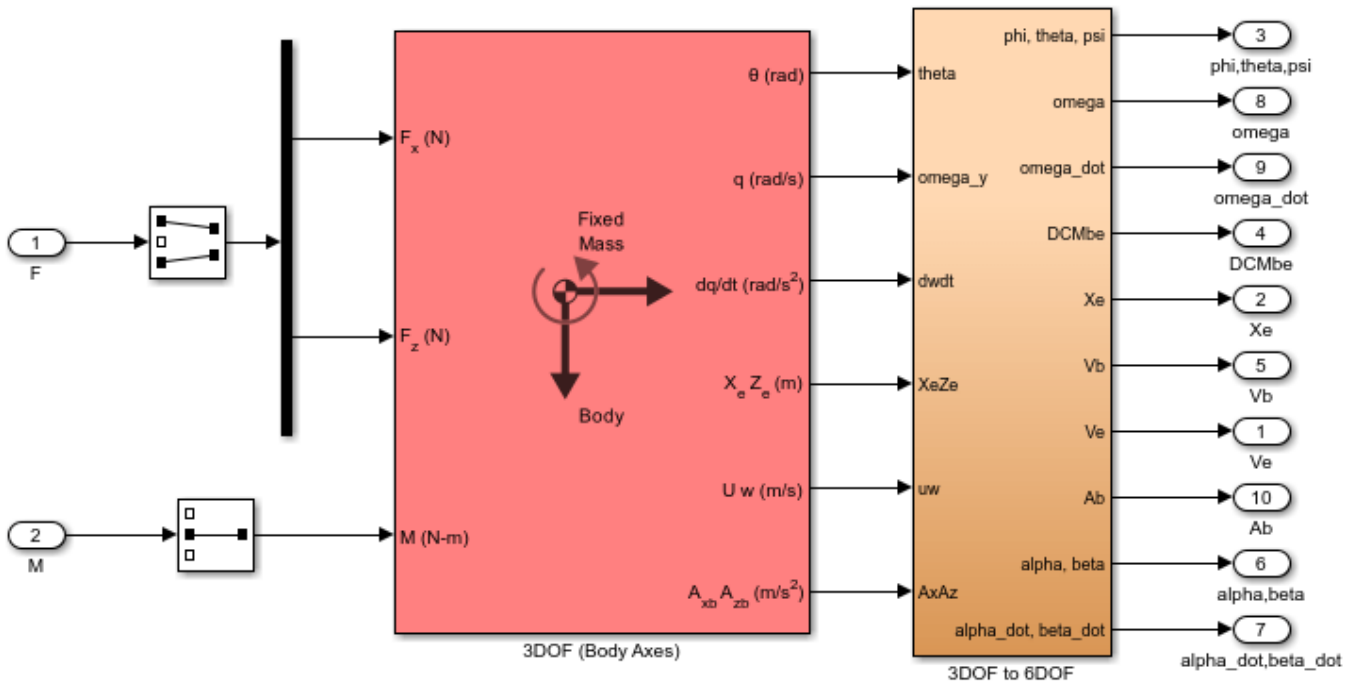 1
F
2
M
F_x (N)
F_z (N)
M (N-m)
Fixed
Mass
Body
θ (rad)
q (rad/s)
dq/dt (rad/s²)
X_e Z_e (m)
U w (m/s)
A_xb A_zb (m/s²)
3DOF (Body Axes)
theta
omega_y
dwdt
XeZe
uw
AxAz
phi, theta, psi
omega
omega_dot
DCMbe
Xe
Vb
Ve
Ab
alpha, beta
alpha_dot, beta_dot
3DOF to 6DOF
3
phi,theta,psi
8
omega
9
omega_dot
4
DCMbe
2
Xe
5
Vb
1
Ve
10
Ab
6
alpha,beta
7
alpha_dot,beta_dot